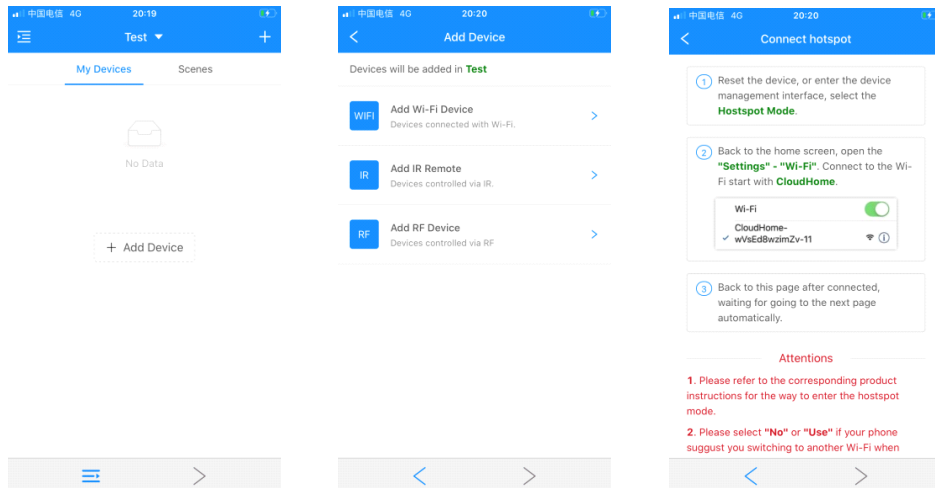 中国电信 4G 20:19
Test
My Devices Scenes
No Data
+ Add Device
中国电信 4G 20:20
Add Device
Devices will be added in Test
WIFI
Add Wi-Fi Device
Devices connected with Wi-Fi.
IR
Add IR Remote
Devices controlled via IR.
RF
Add RF Device
Devices controlled via RF
中国电信 4G 20:20
Connect hotspot
1 Reset the device, or enter the device
management interface, select the
Hostspot Mode.
2 Back to the home screen, open the
"Settings" - "Wi-Fi". Connect to the Wi-
Fi start with CloudHome.
Wi-Fi
CloudHome-
wVsEd8wzimZv-11
3 Back to this page after connected,
waiting for going to the next page
automatically.
Attentions
1. Please refer to the corresponding product
instructions for the way to enter the hostspot
mode.
2. Please select "No" or "Use" if your phone
suggust you switching to another Wi-Fi when